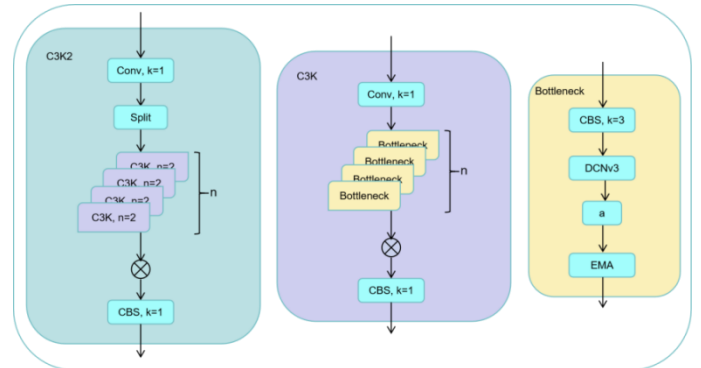 C3K2
Conv, k=1
Split
C3K, n=2
C3K, n=2
C3K, n=2
C3K, n=2
n
CBS, k=1
C3K
Conv, k=1
Bottleneck
Bottleneck
Bottleneck
Bottleneck
n
CBS, k=1
Bottleneck
CBS, k=3
DCNv3
a
EMA